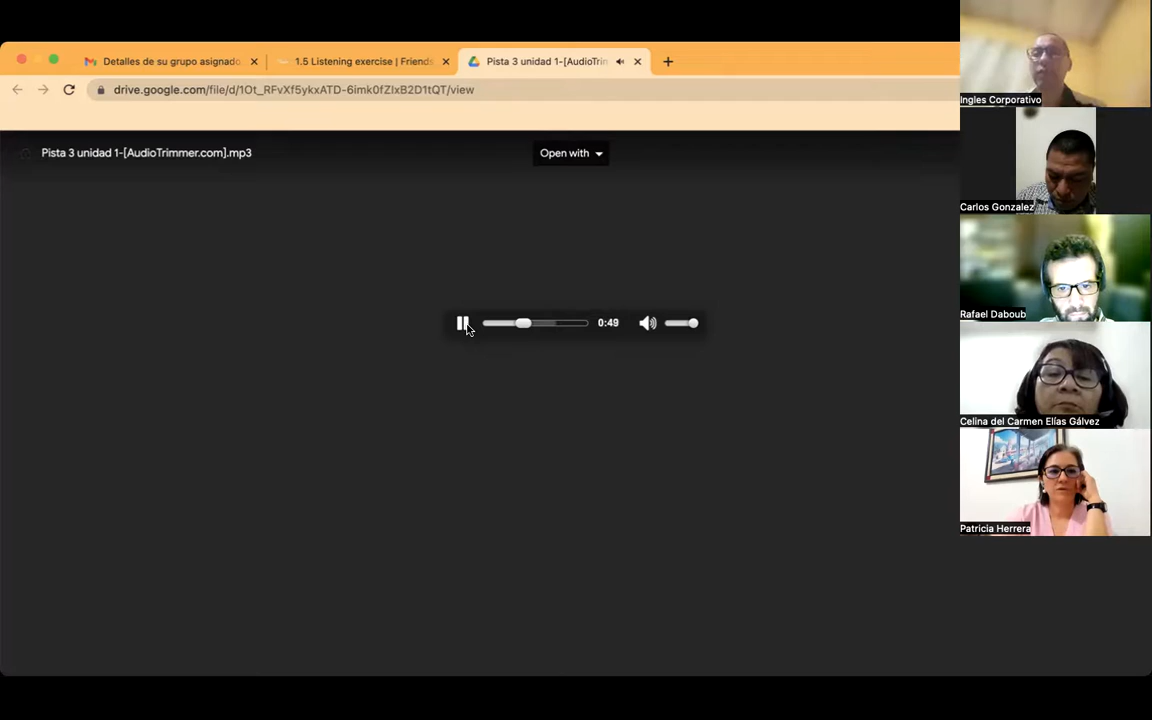 Detalles de su grupo asignado
1.5 Listening exercise | Friends
Pista 3 unidad 1-[AudioTrim
drive.google.com/file/d/1Ot_RFvXf5ykxATD-6imk0fZIxB2D1tQT/view
Pista 3 unidad 1-[AudioTrimmer.com].mp3
Open with
0:49
Ingles Corporativo
Carlos Gonzalez
Rafael Daboub
Celina del Carmen Elías Gálvez
Patricia Herrera